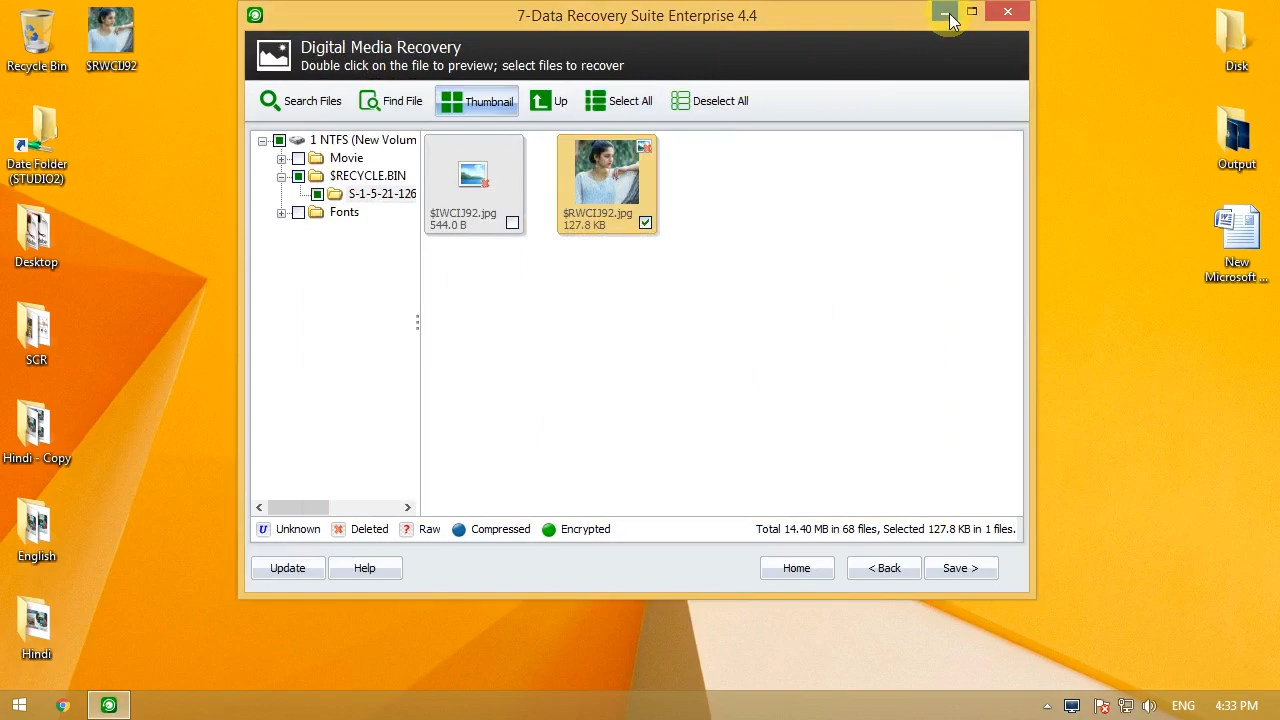 7-Data Recovery Suite Enterprise 4.4
Digital Media Recovery
Double click on the file to preview; select files to recover
Search Files
Find File
Thumbnail
Up
Select All
Deselect All
1 NTFS (New Volum
Movie
$RECYCLE.BIN
S-1-5-21-126
Fonts
$IWCIJ92.jpg
544.0 B
$RWCIJ92.jpg
127.8 KB
U Unknown
Deleted
? Raw
Compressed
Encrypted
Total 14.40 MB in 68 files, Selected 127.8 KB in 1 files.
Update
Help
Home
< Back
Save >
Recycle Bin
$RWCIJ92
Date Folder
(STUDIO2)
Desktop
SCR
Hindi - Copy
English
Hindi
Disk
Output
New
Microsoft ...
ENG
4:33 PM